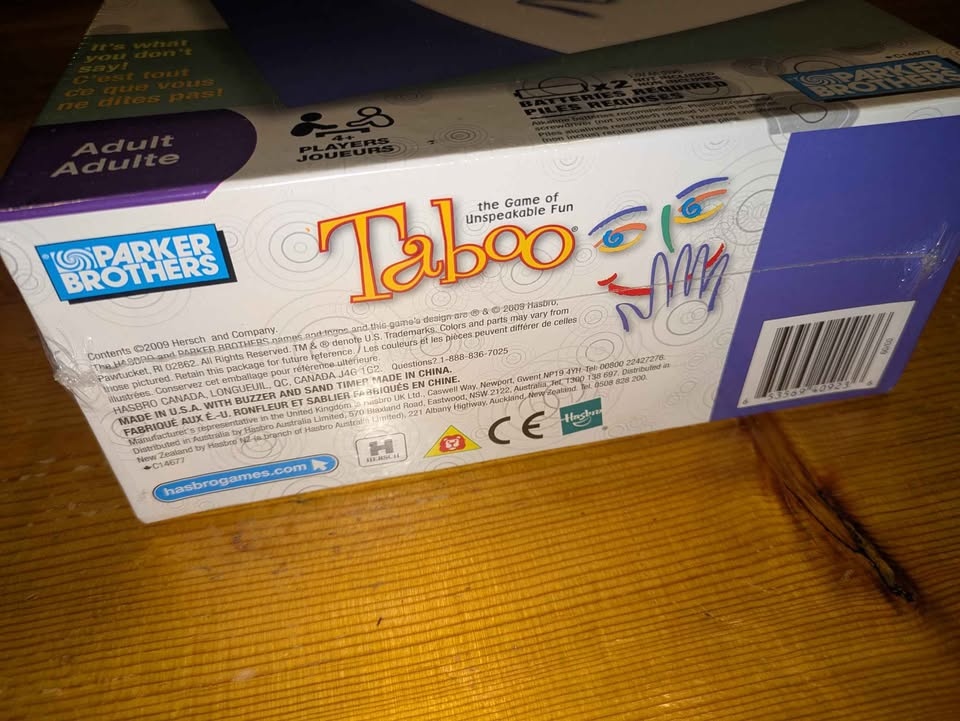 It's what
you don't
say!
C'est tout
ce que vous
ne dites pas!
Adult
Adulte
4+
PLAYERS
JOUEURS
x2
BATTERIES REQUIRED
PILES REQUISES
C14677
PARKER
BROTHERS
PARKER
BROTHERS
the Game of
Unspeakable Fun
Taboo®
Contents ©2009 Hersch and Company.
The HASBRO and PARKER BROTHERS names and logos and this game's design are ® & © 2009 Hasbro,
Pawtucket, RI 02862. All Rights Reserved. TM & ® denote U.S. Trademarks. Colors and parts may vary from
those pictured. Retain this package for future reference. / Les couleurs et les pièces peuvent différer de celles
illustrées. Conservez cet emballage pour référence ultérieure.
HASBRO CANADA, LONGUEUIL, QC, CANADA J4G 1G2. Questions? 1-888-836-7025
MADE IN U.S.A. WITH BUZZER AND SAND TIMER MADE IN CHINA.
FABRIQUÉ AUX É.-U. RONFLEUR ET SABLIER FABRIQUÉS EN CHINE.
Manufacturer's representative in the United Kingdom is Hasbro UK Ltd., Caswell Way, Newport, Gwent NP19 4YH Tel: 00800 22427276.
Distributed in Australia by Hasbro Australia Limited, 570 Blaxland Road, Eastwood, NSW 2122, Australia. Tel: 1300 138 697. Distributed in
New Zealand by Hasbro NZ (a branch of Hasbro Australia Limited), 221 Albany Highway, Auckland, New Zealand. Tel: 0508 828 200.
C14677
hasbrogames.com
H
HERSCH
CE
Hasbro
6 53569 40923 6